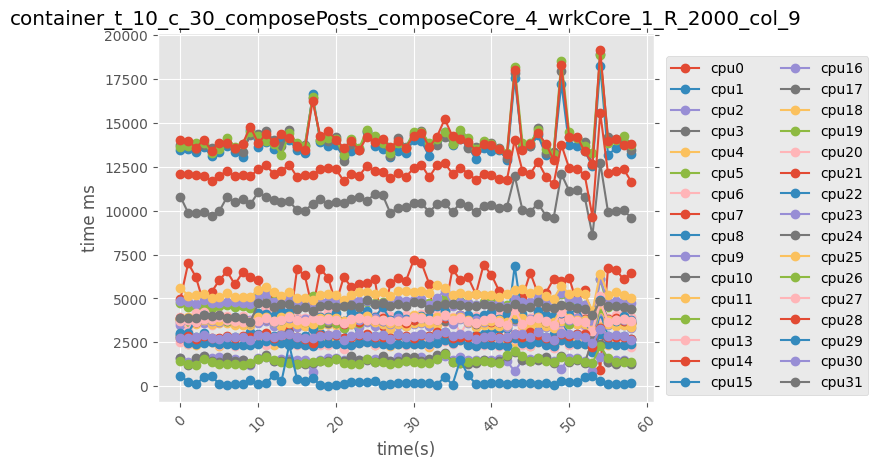 container_t_10_c_30_composePosts_composeCore_4_wrkCore_1_R_2000_col_9
time ms
20000
17500
15000
12500
10000
7500
5000
2500
0
0
10
20
30
40
50
60
time(s)
cpu0
cpu1
cpu2
cpu3
cpu4
cpu5
cpu6
cpu7
cpu8
cpu9
cpu10
cpu11
cpu12
cpu13
cpu14
cpu15
cpu16
cpu17
cpu18
cpu19
cpu20
cpu21
cpu22
cpu23
cpu24
cpu25
cpu26
cpu27
cpu28
cpu29
cpu30
cpu31